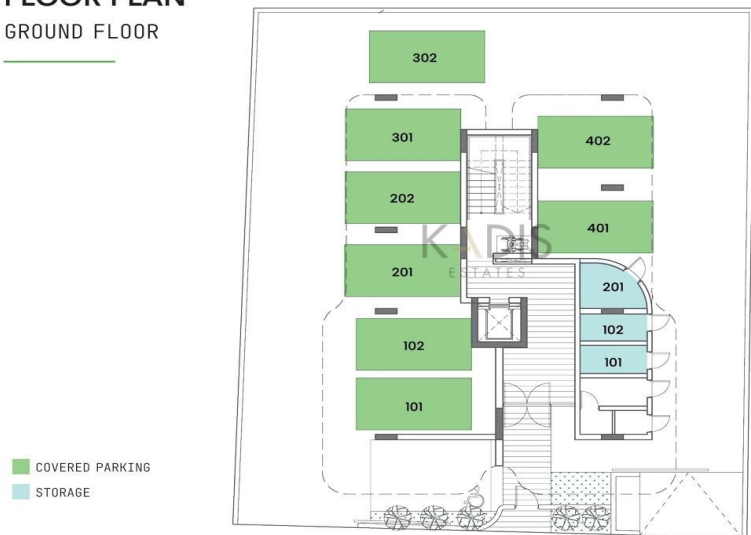 FLOOR PLAN
GROUND FLOOR
302
301
402
202
401
KADIS
ESTATES
201
201
102
102
101
101
COVERED PARKING
STORAGE